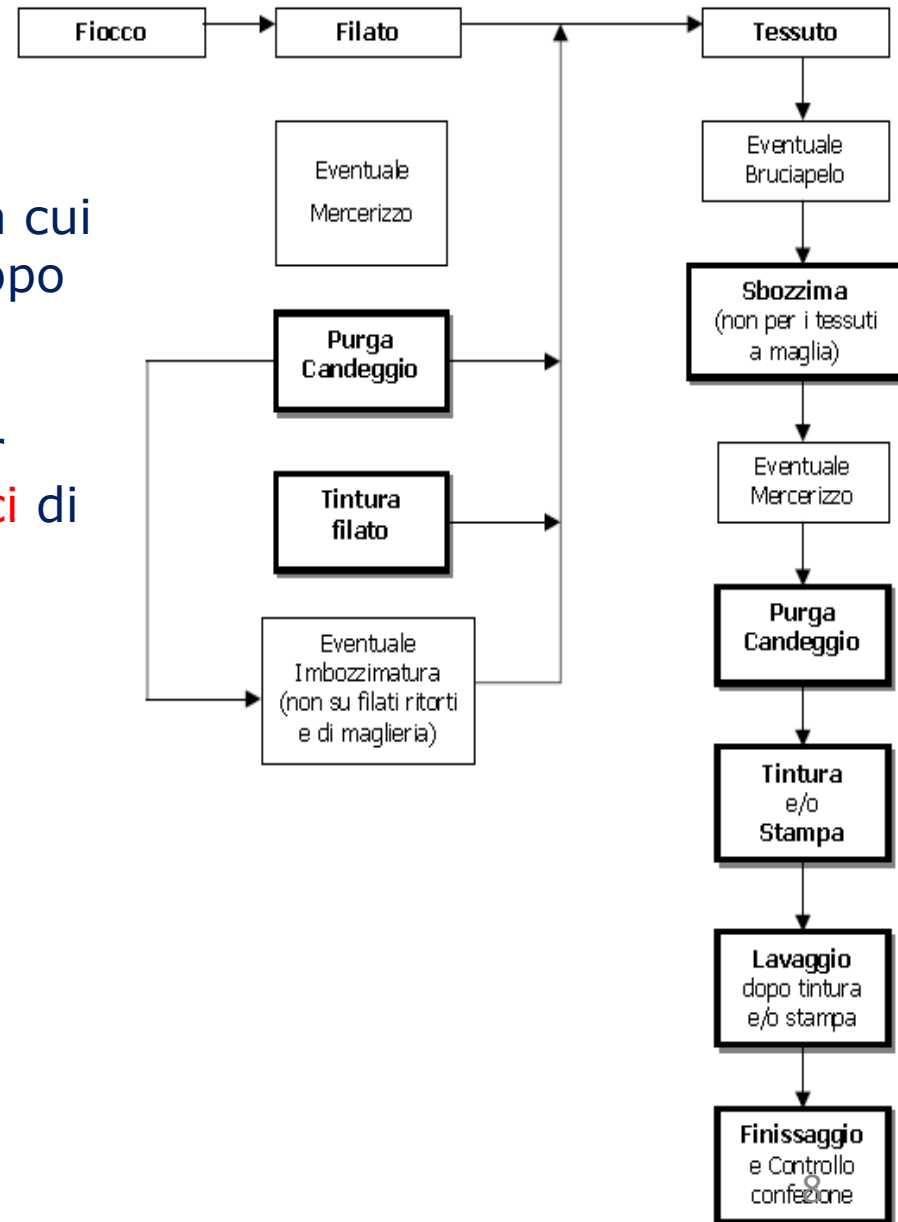 Fiocco
Filato
Tessuto
cui
opo
ci di
Eventuale
Mercerizzo
Purga
Candeggio
Tintura
filato
Eventuale
Imbozzimatura
(non su filati ritorti
e di maglieria)
Eventuale
Bruciapelo
Sbozzima
(non per i tessuti
a maglia)
Eventuale
Mercerizzo
Purga
Candeggio
Tintura
e/o
Stampa
Lavaggio
dopo tintura
e/o stampa
Finissaggio
e Controllo
confezione
8